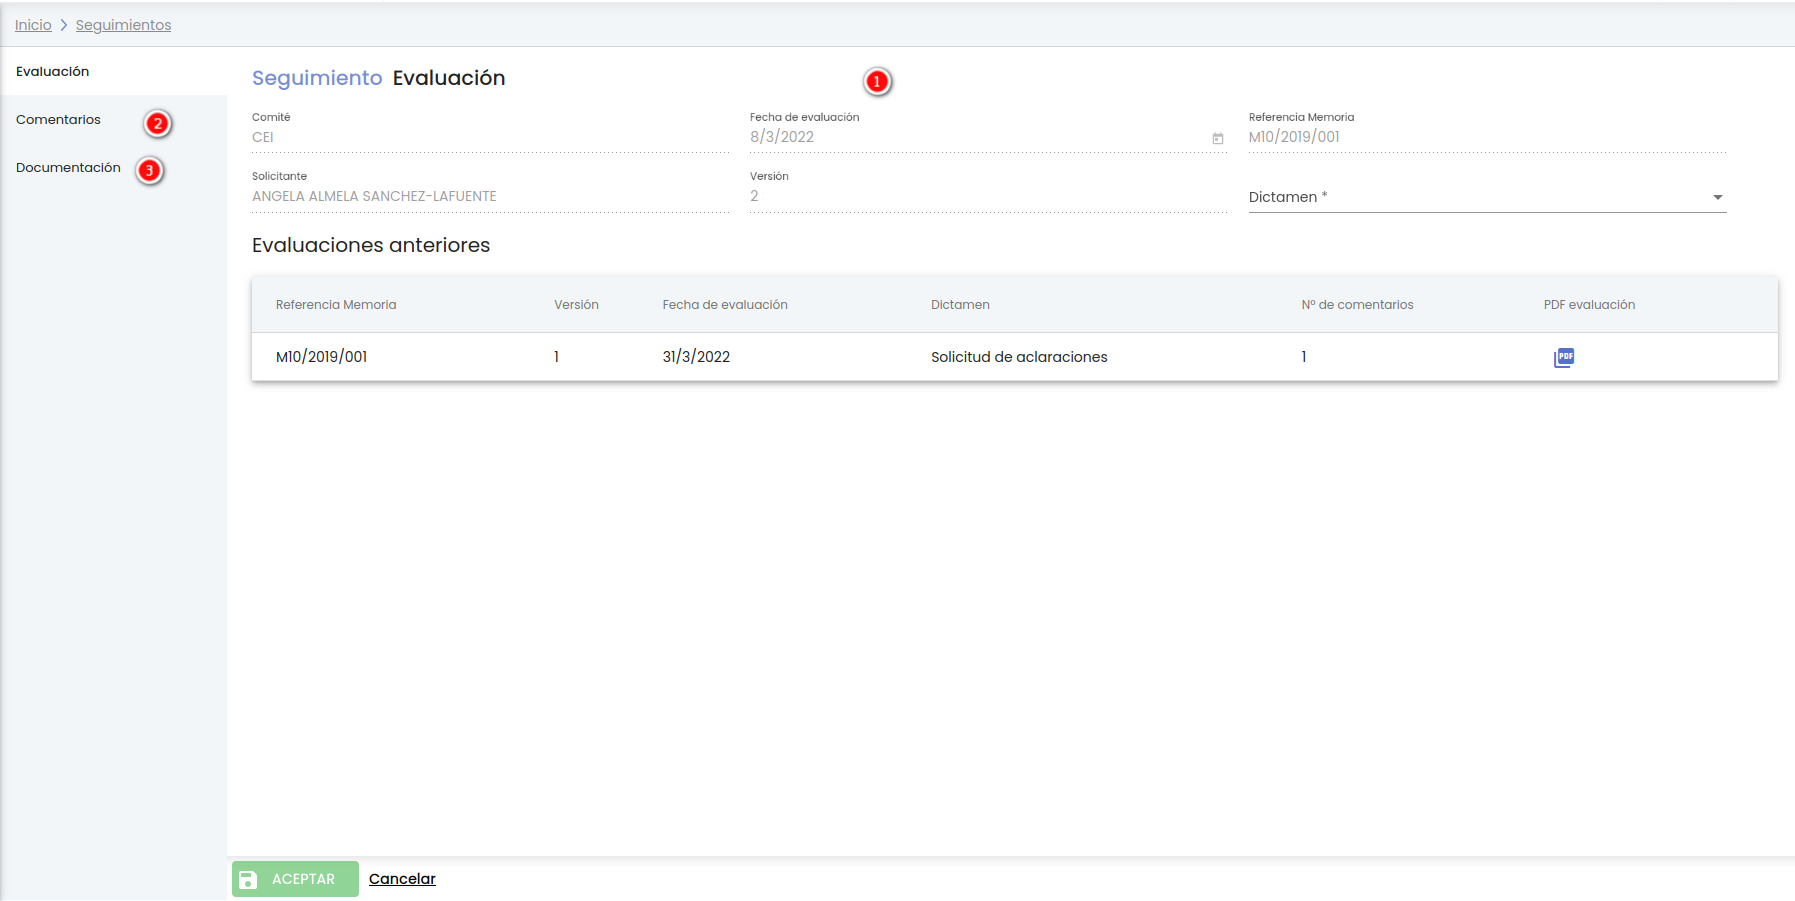 Inicio > Seguimientos
Evaluación
Comentarios 2
Documentación 3
Seguimiento Evaluación 1
Comité Fecha de evaluación Referencia Memoria
CEI 8/3/2022 M10/2019/001
Solicitante Versión
ANGELA ALMELA SANCHEZ-LAFUENTE 2 Dictamen *
Evaluaciones anteriores
Referencia Memoria Versión Fecha de evaluación Dictamen Nº de comentarios PDF evaluación
M10/2019/001 1 31/3/2022 Solicitud de aclaraciones 1 PDF
ACEPTAR Cancelar